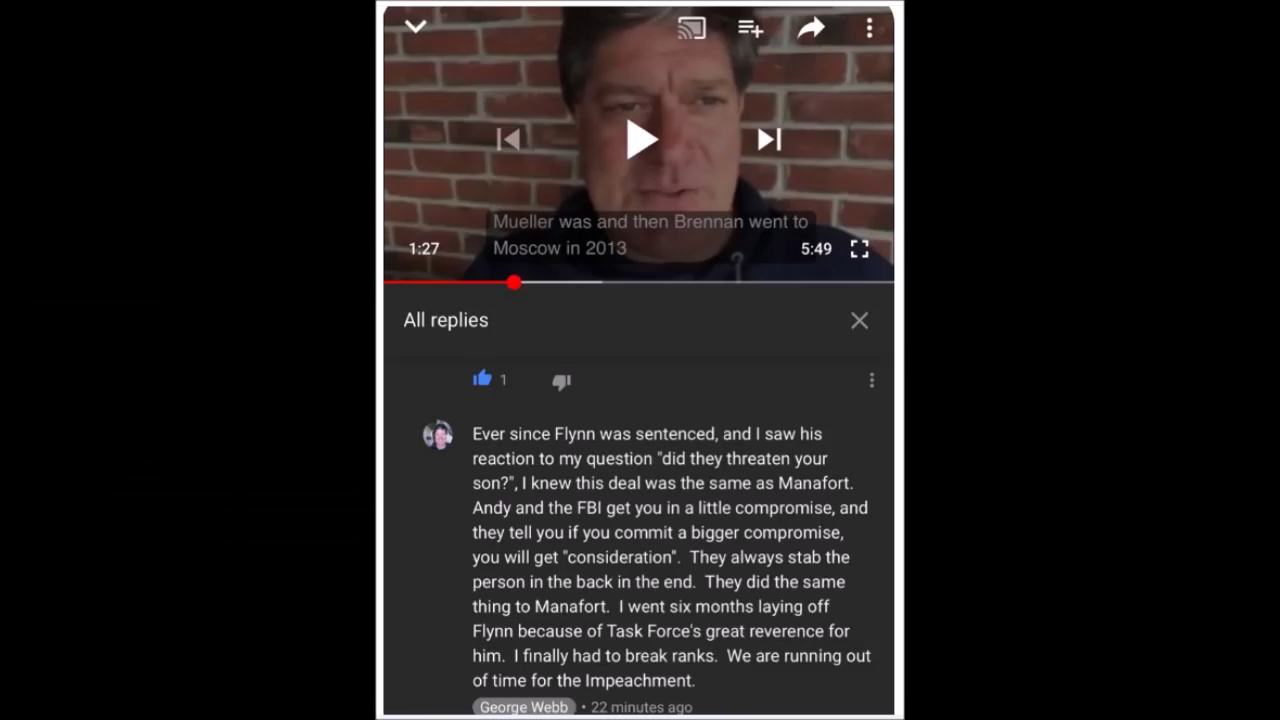 Mueller was and then Brennan went to
Moscow in 2013
1:27
5:49
All replies
1
Ever since Flynn was sentenced, and I saw his
reaction to my question "did they threaten your
son?", I knew this deal was the same as Manafort.
Andy and the FBI get you in a little compromise, and
they tell you if you commit a bigger compromise,
you will get "consideration".  They always stab the
person in the back in the end.  They did the same
thing to Manafort.  I went six months laying off
Flynn because of Task Force's great reverence for
him.  I finally had to break ranks.  We are running out
of time for the Impeachment.
George Webb • 22 minutes ago